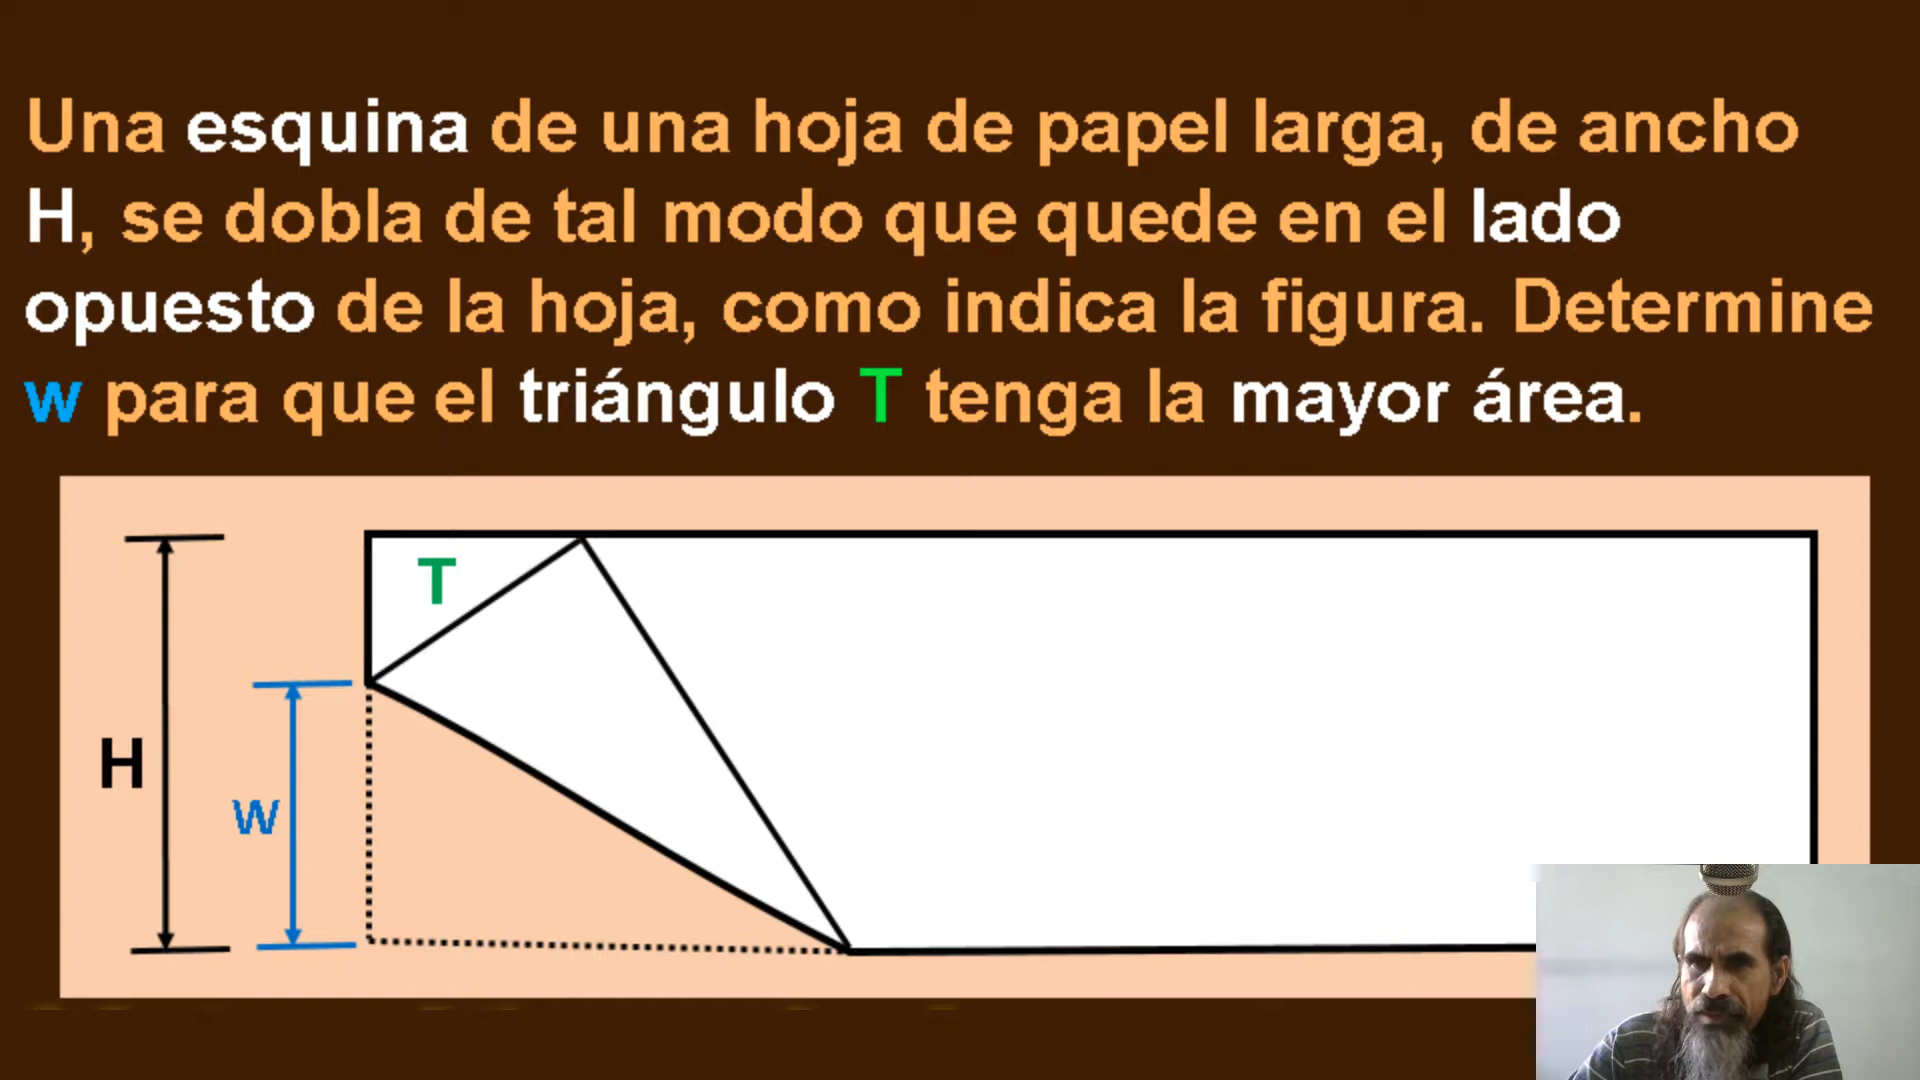 Una esquina de una hoja de papel larga, de ancho
H, se dobla de tal modo que quede en el lado
opuesto de la hoja, como indica la figura. Determine
w para que el triángulo T tenga la mayor área.
T
H
w